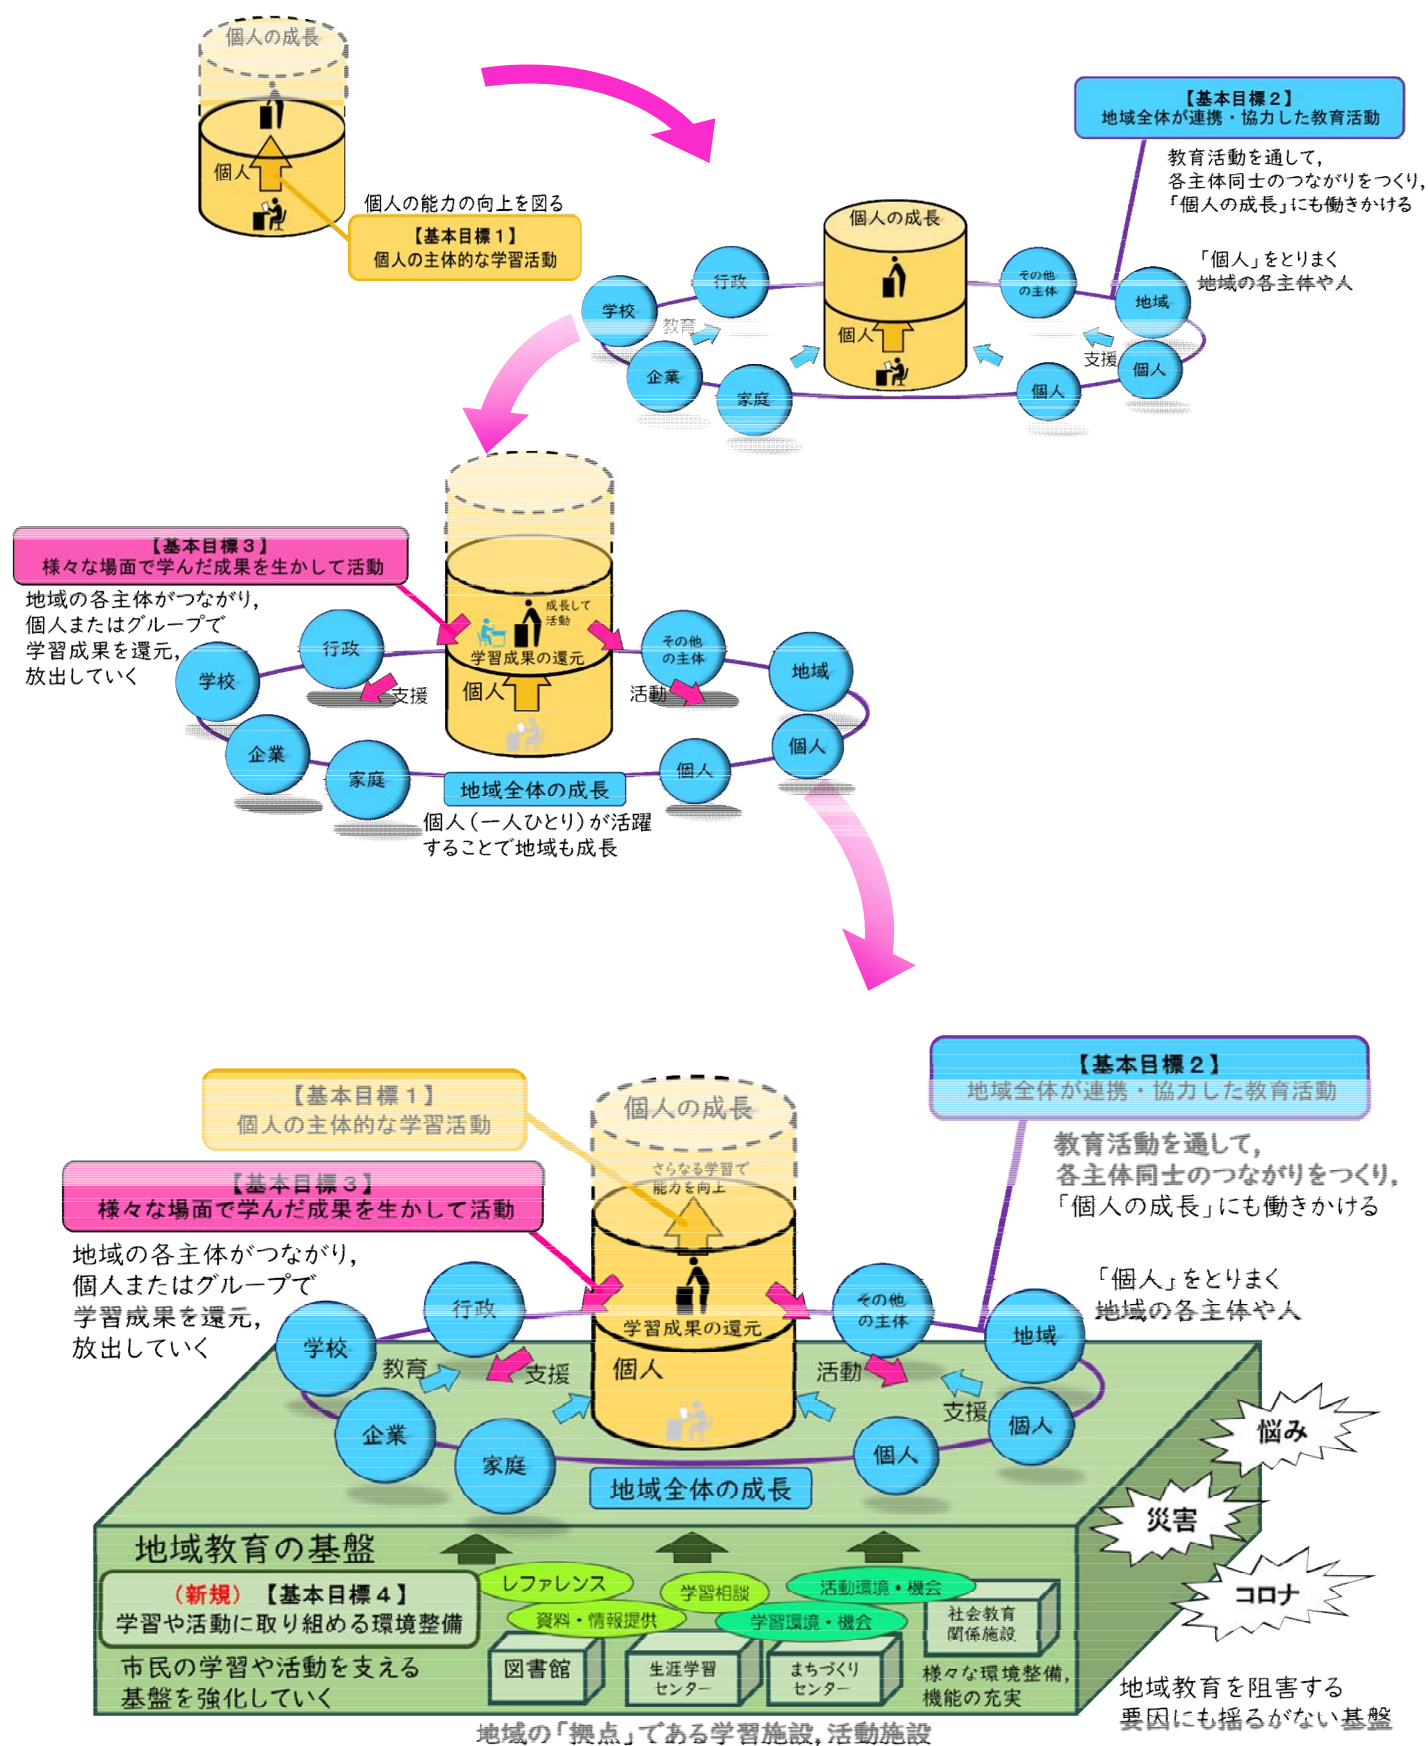 個人の成長
個人
個人の能力の向上を図る
【基本目標１】
個人の主体的な学習活動
【基本目標２】
地域全体が連携・協力した教育活動
教育活動を通して，
各主体同士のつながりをつくり，
「個人の成長」にも働きかける
「個人」をとりまく
地域の各主体や人
個人の成長
個人
学校
行政
その他
の主体
地域
教育
支援
企業
家庭
個人
個人
【基本目標３】
様々な場面で学んだ成果を生かして活動
地域の各主体がつながり，
個人またはグループで
学習成果を還元，
放出していく
成長して
活動
学習成果の還元
個人
行政
学校
支援
活動
その他
の主体
地域
企業
家庭
個人
個人
地域全体の成長
個人（一人ひとり）が活躍
することで地域も成長
【基本目標１】
個人の主体的な学習活動
【基本目標３】
様々な場面で学んだ成果を生かして活動
地域の各主体がつながり，
個人またはグループで
学習成果を還元，
放出していく
個人の成長
さらなる学習で
能力を向上
学習成果の還元
個人
【基本目標２】
地域全体が連携・協力した教育活動
教育活動を通して，
各主体同士のつながりをつくり，
「個人の成長」にも働きかける
「個人」をとりまく
地域の各主体や人
行政
学校
教育
支援
活動
その他
の主体
地域
支援
企業
家庭
個人
個人
地域全体の成長
悩み
災害
コロナ
地域教育の基盤
（新規）【基本目標４】
学習や活動に取り組める環境整備
市民の学習や活動を支える
基盤を強化していく
レファレンス
資料・情報提供
学習相談
活動環境・機会
学習環境・機会
図書館
生涯学習
センター
まちづくり
センター
社会教育
関係施設
様々な環境整備，
機能の充実
地域教育を阻害する
要因にも揺るがない基盤
地域の「拠点」である学習施設，活動施設